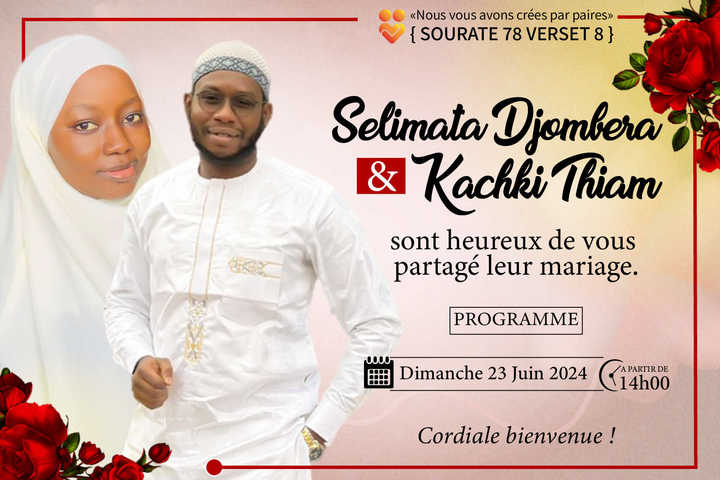 «Nous vous avons crées par paires»
{ SOURATE 78 VERSET 8 }
Selimata Djombera
& Kachki Thiam
sont heureux de vous
partagé leur mariage.
PROGRAMME
Dimanche 23 Juin 2024
A PARTIR DE
14h00
Cordiale bienvenue !